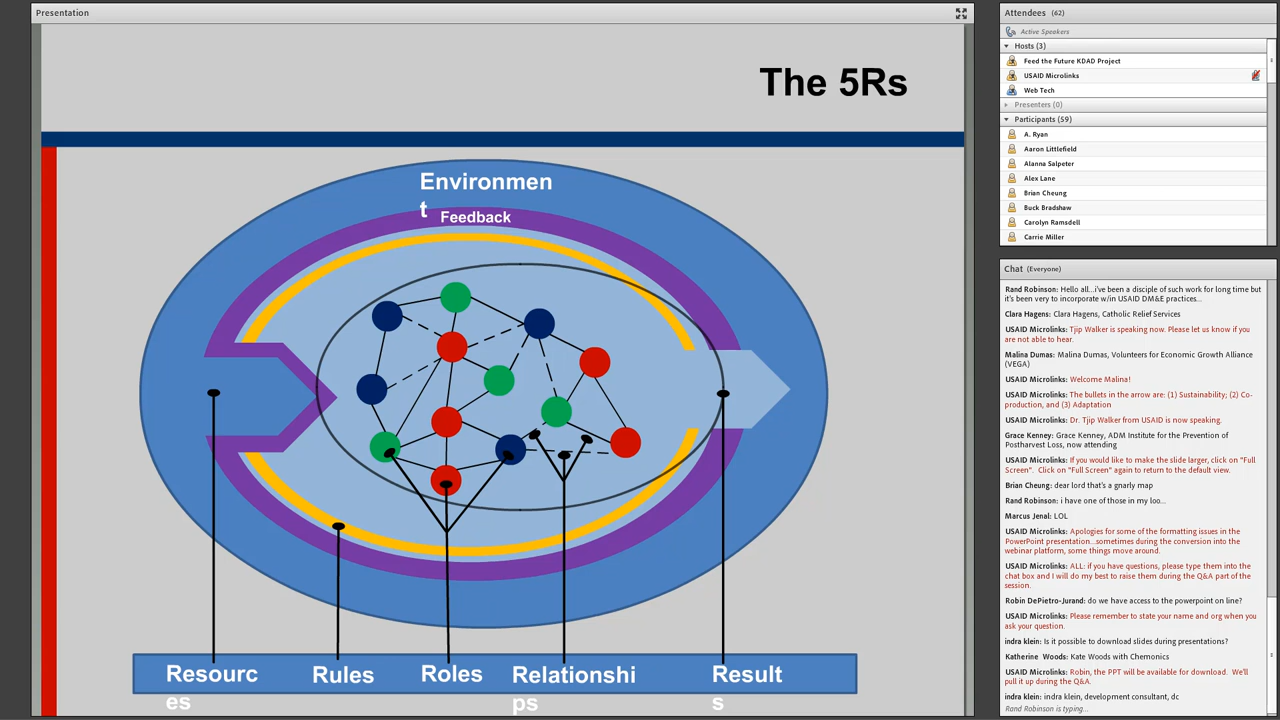 Presentation
The 5Rs
Environmen
t
Feedback
Resourc
es
Rules
Roles
Relationshi
ps
Result
s
Attendees (62)
Active Speakers
Hosts (3)
Feed the Future KDAD Project
USAID Microlinks
Web Tech
Presenters (0)
Participants (59)
A. Ryan
Aaron Littlefield
Alanna Salpeter
Alex Lane
Brian Cheung
Buck Bradshaw
Carolyn Ramsdell
Carrie Miller
Chat (Everyone)
Rand Robinson: Hello all...i've been a disciple of such work for long time but
it's been very to incorporate w/in USAID DM&E practices...
Clara Hagens: Clara Hagens, Catholic Relief Services
USAID Microlinks: Tjip Walker is speaking now. Please let us know if you
are not able to hear.
Malina Dumas: Malina Dumas, Volunteers for Economic Growth Alliance
(VEGA)
USAID Microlinks: Welcome Malina!
USAID Microlinks: The bullets in the arrow are: (1) Sustainability; (2) Co-
production, and (3) Adaptation
USAID Microlinks: Dr. Tjip Walker from USAID is now speaking.
Grace Kenney: Grace Kenney, ADM Institute for the Prevention of
Postharvest Loss, now attending
USAID Microlinks: If you would like to make the slide larger, click on "Full
Screen". Click on "Full Screen" again to return to the default view.
Brian Cheung: dear lord that's a gnarly map
Rand Robinson: i have one of those in my loo...
Marcus Jenal: LOL
USAID Microlinks: Apologies for some of the formatting issues in the
PowerPoint presentation...sometimes during the conversion into the
webinar platform, some things move around.
USAID Microlinks: ALL: if you have questions, please type them into the
chat box and I will do my best to raise them during the Q&A part of the
session.
Robin DePietro-Jurand: do we have access to the powerpoint on line?
USAID Microlinks: Please remember to state your name and org when you
ask your question.
indra klein: Is it possible to download slides during presentations?
Katherine Woods: Kate Woods with Chemonics
USAID Microlinks: Robin, the PPT will be available for download. We'll
pull it up during the Q&A.
indra klein: indra klein, development consultant, dc
Rand Robinson is typing...